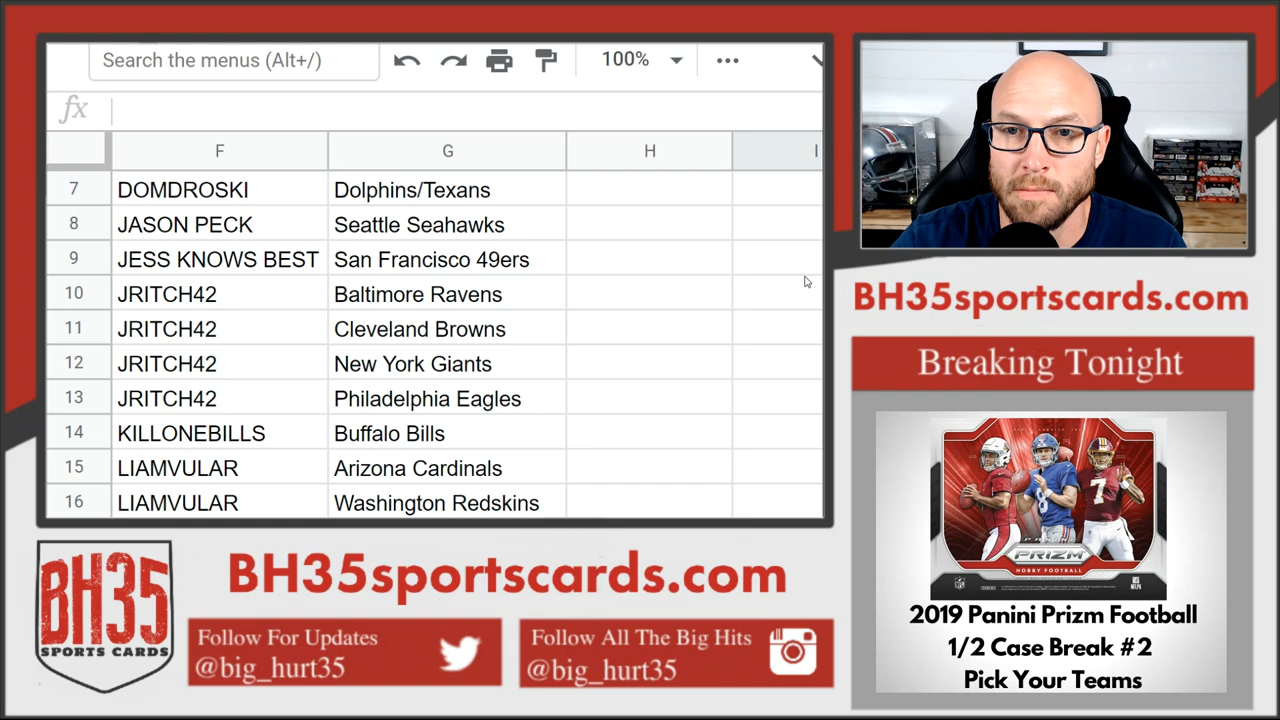 Search the menus (Alt+/)
100%
fx
F G H I
7 DOMDROSKI Dolphins/Texans
8 JASON PECK Seattle Seahawks
9 JESS KNOWS BEST San Francisco 49ers
10 JRITCH42 Baltimore Ravens
11 JRITCH42 Cleveland Browns
12 JRITCH42 New York Giants
13 JRITCH42 Philadelphia Eagles
14 KILLONEBILLS Buffalo Bills
15 LIAMVULAR Arizona Cardinals
16 LIAMVULAR Washington Redskins
BH35sportscards.com
Breaking Tonight
PANINI
PRIZM
HOBBY FOOTBALL
2019 Panini Prizm Football
1/2 Case Break #2
Pick Your Teams
BH35
SPORTS CARDS
BH35sportscards.com
Follow For Updates
@big_hurt35
Follow All The Big Hits
@big_hurt35